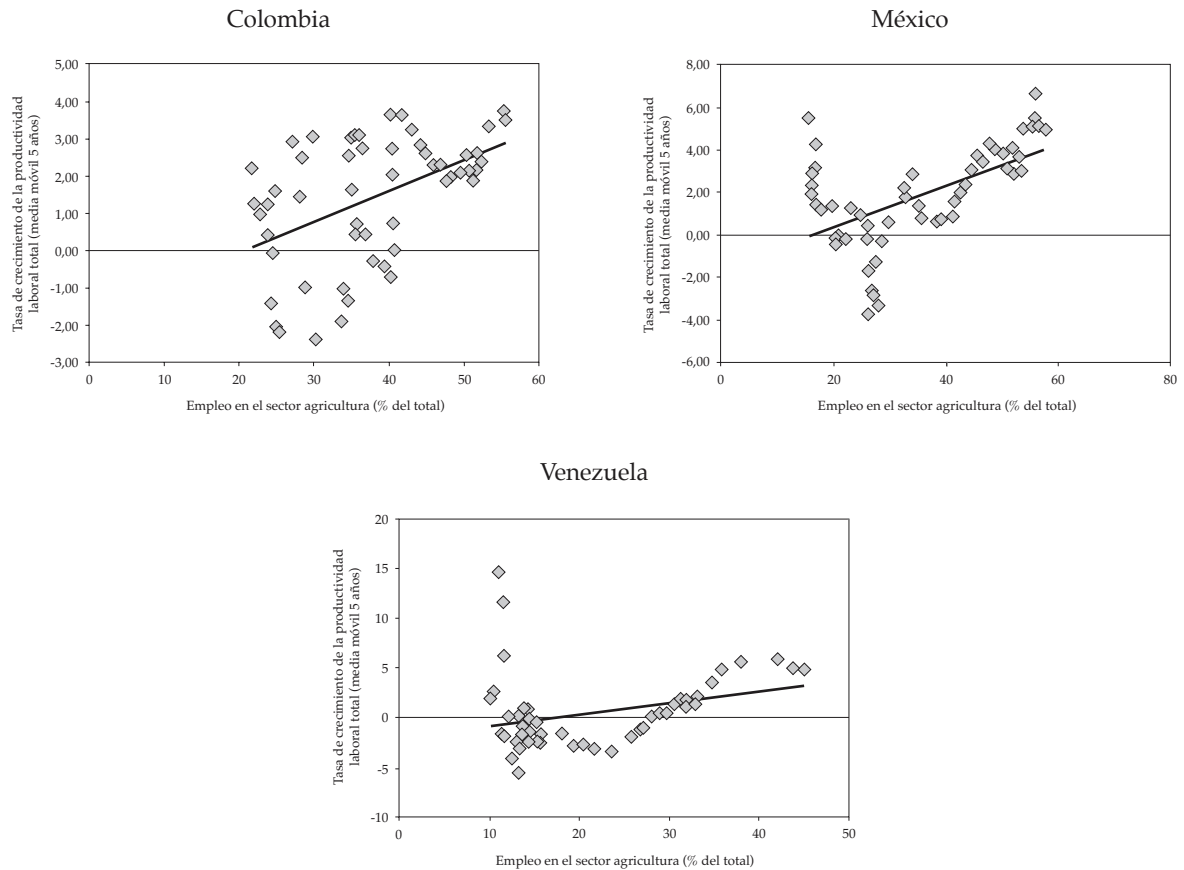 Colombia
Tasa de crecimiento de la productividad
laboral total (media móvil 5 años)
5,00
4,00
3,00
2,00
1,00
0,00
-1,00
-2,00
-3,00
0 10 20 30 40 50 60
Empleo en el sector agricultura (% del total)
México
Tasa de crecimiento de la productividad
laboral total (media móvil 5 años)
8,00
6,00
4,00
2,00
0,00
-2,00
-4,00
-6,00
0 20 40 60 80
Empleo en el sector agricultura (% del total)
Venezuela
Tasa de crecimiento de la productividad
laboral total (media móvil 5 años)
20
15
10
5
0
-5
-10
0 10 20 30 40 50
Empleo en el sector agricultura (% del total)